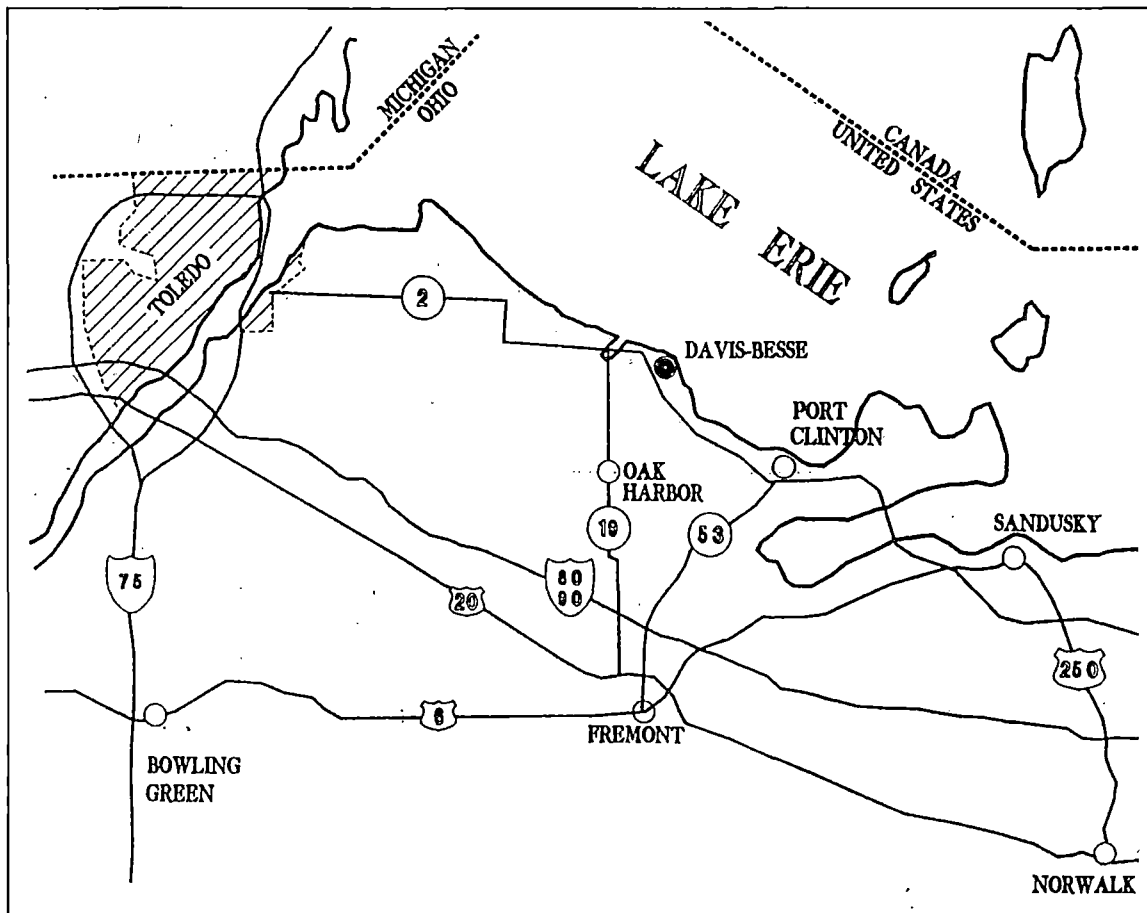 MICHIGAN
OHIO
CANADA
UNITED STATES
LAKE ERIE
TOLEDO
2
DAVIS-BESSE
PORT
CLINTON
OAK
HARBOR
19
53
SANDUSKY
75
20
80
90
250
6
FREMONT
BOWLING
GREEN
NORWALK